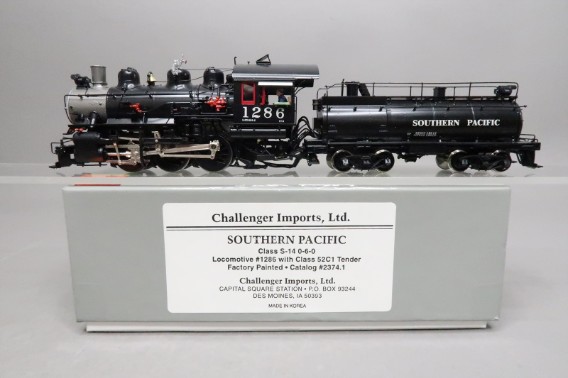 1286
SOUTHERN PACIFIC
Challenger Imports, Ltd.
SOUTHERN PACIFIC
Class S-14 0-6-0
Locomotive #1286 with Class 52C1 Tender
Factory Painted • Catalog #2374.1
Challenger Imports, Ltd.
CAPITAL SQUARE STATION • P.O. BOX 93244
DES MOINES, IA 50393
MADE IN KOREA